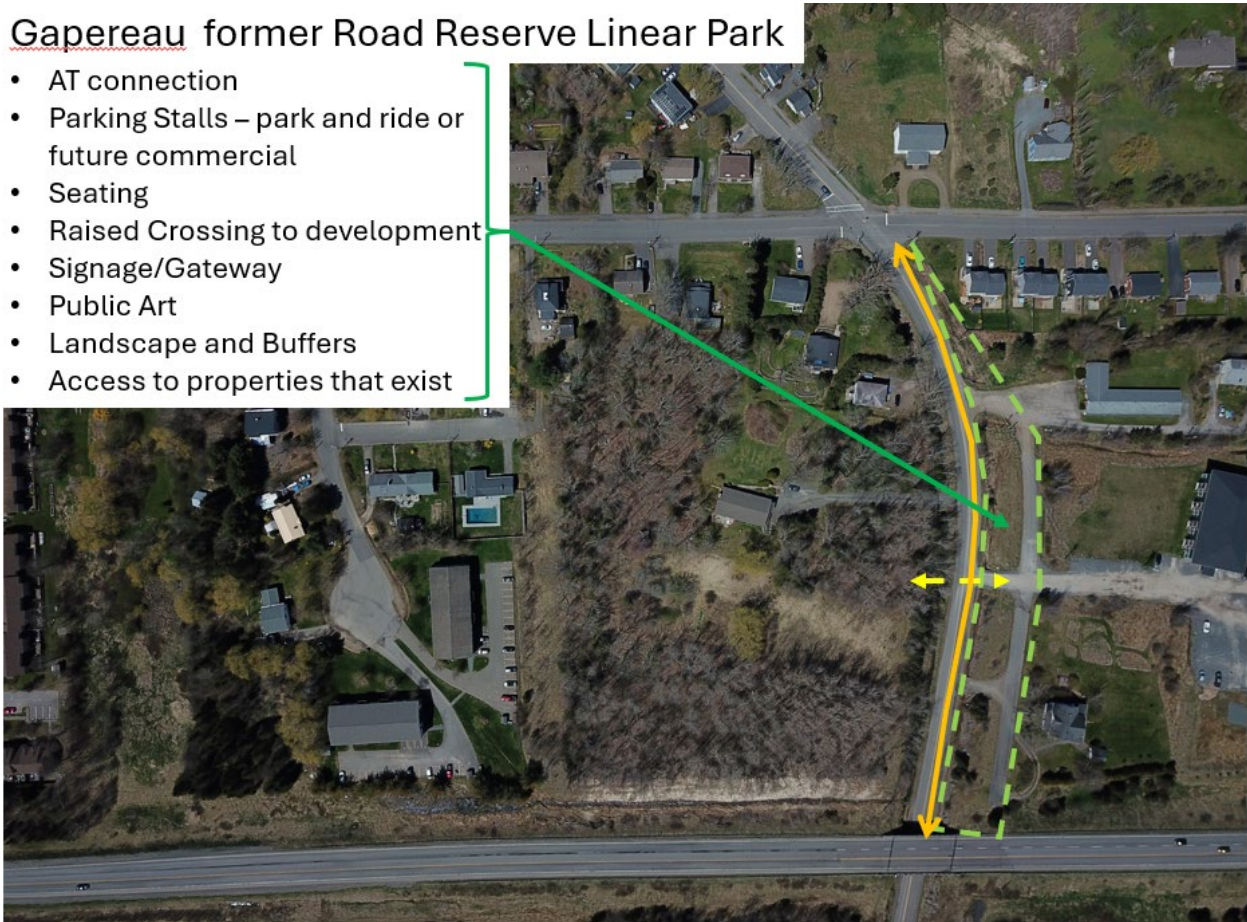 Gapereau former Road Reserve Linear Park
• AT connection
• Parking Stalls – park and ride or
future commercial
• Seating
• Raised Crossing to development
• Signage/Gateway
• Public Art
• Landscape and Buffers
• Access to properties that exist